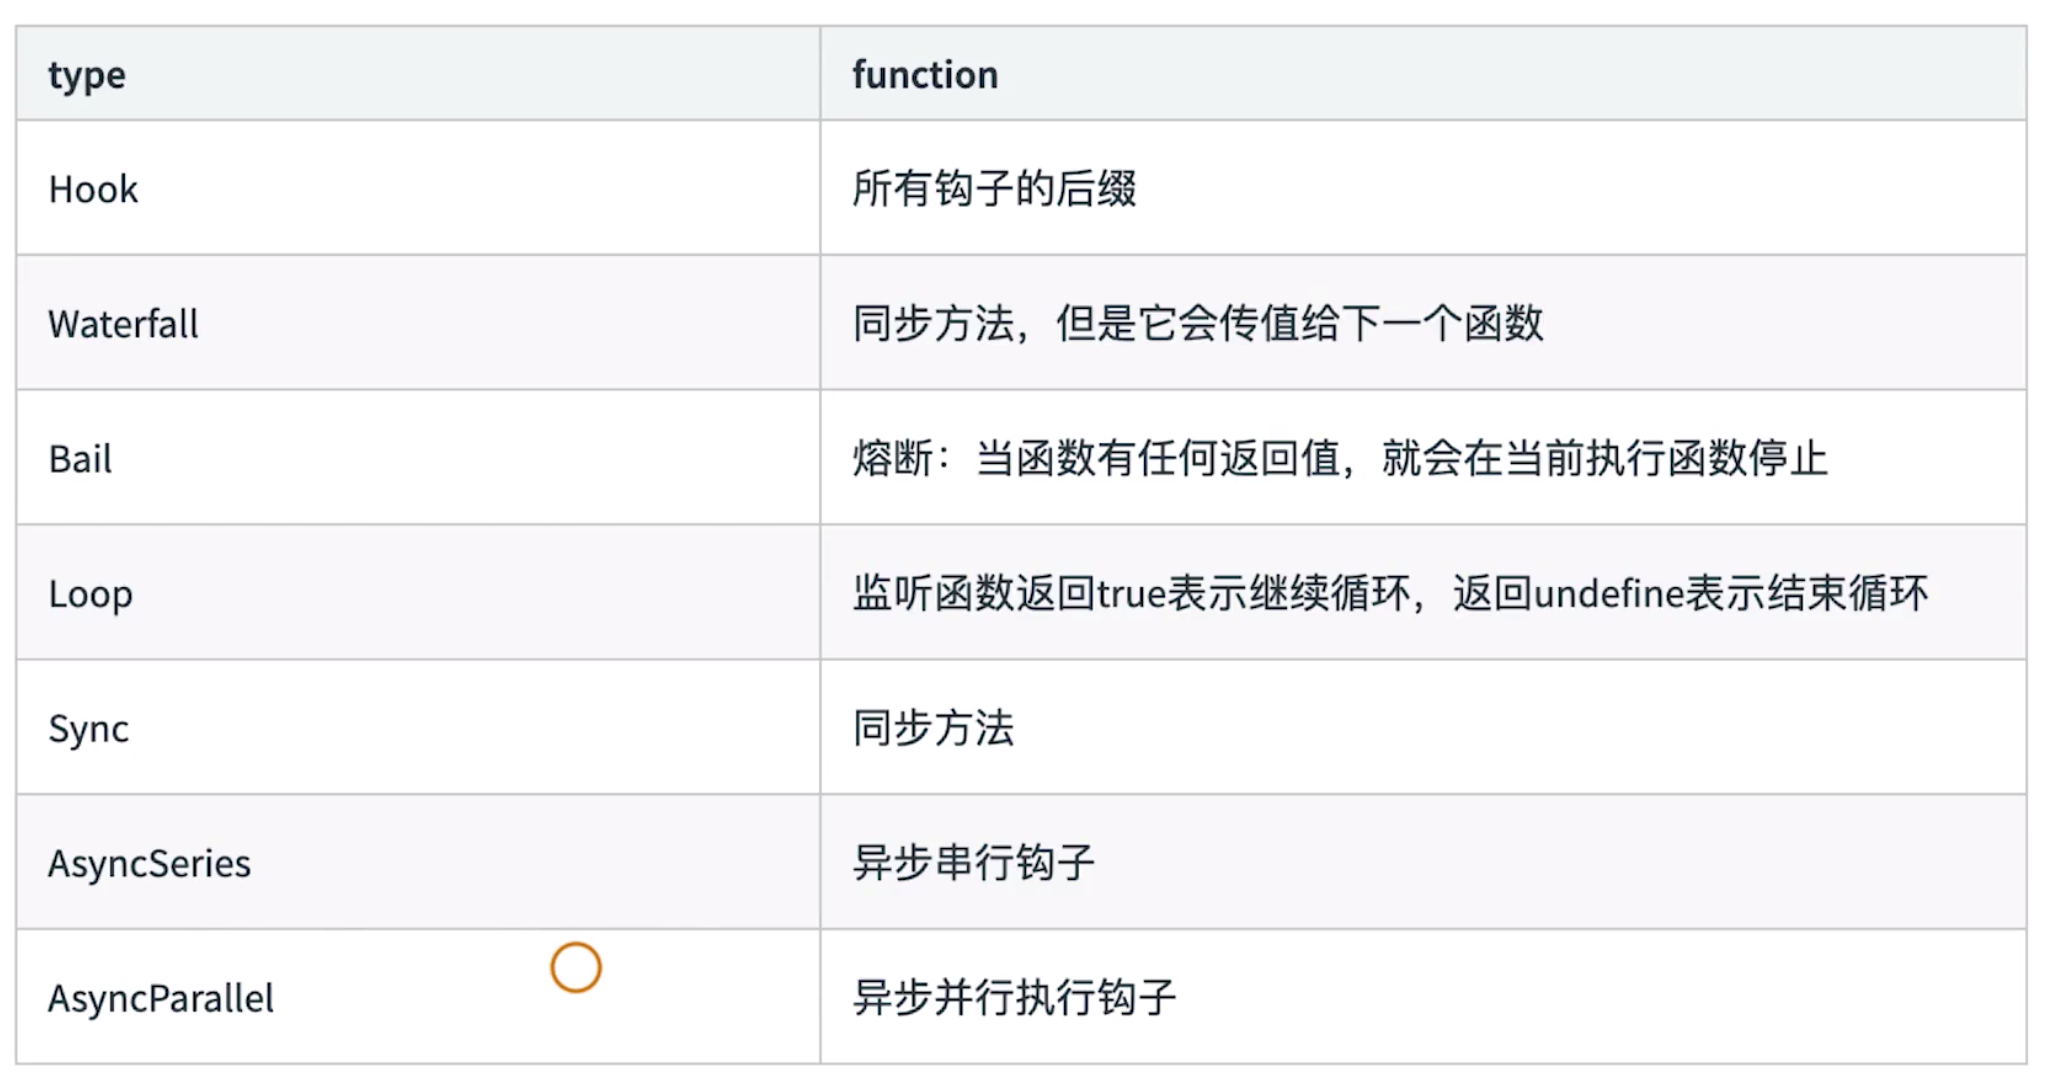 type function
Hook 所有钩子的后缀
Waterfall 同步方法，但是它会传值给下一个函数
Bail 熔断：当函数有任何返回值，就会在当前执行函数停止
Loop 监听函数返回true表示继续循环，返回undefine表示结束循环
Sync 同步方法
AsyncSeries 异步串行钩子
AsyncParallel 异步并行执行钩子